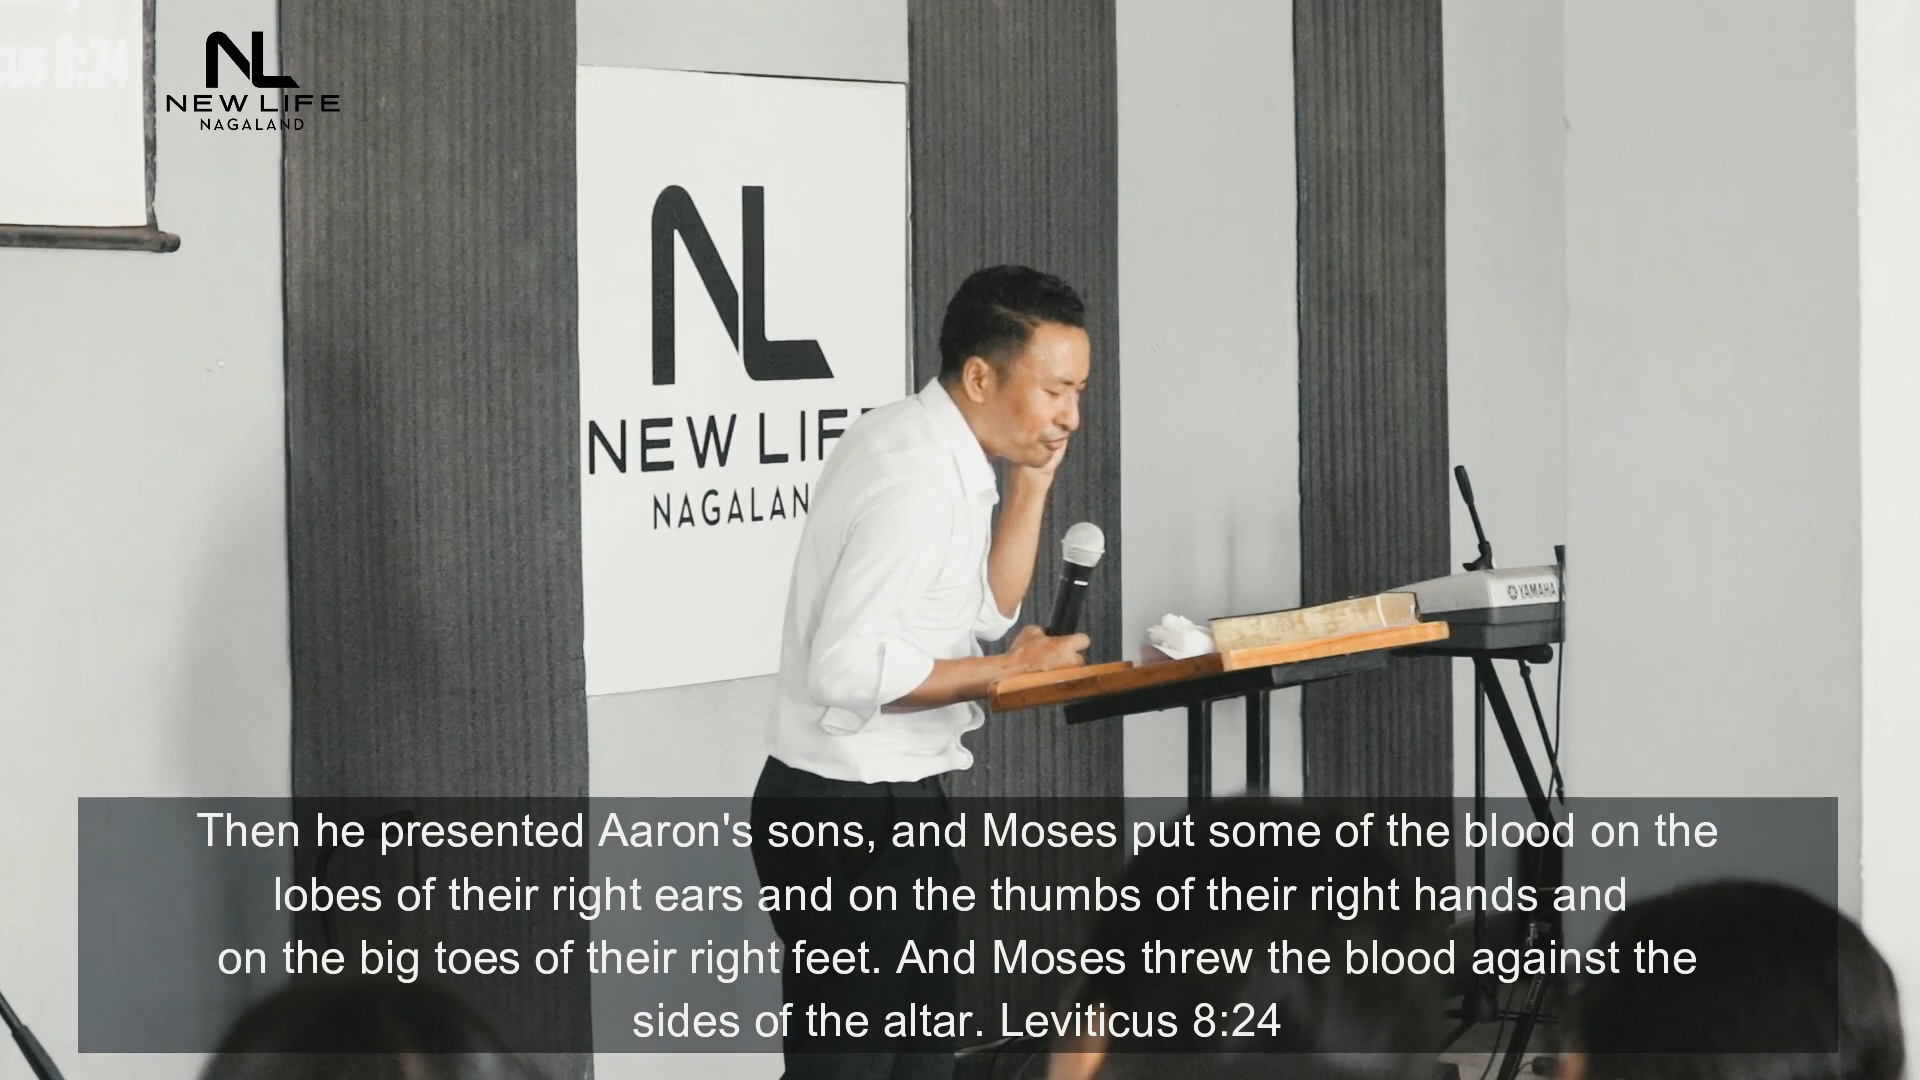 cus 8:24
NL
NEW LIFE
NAGALAND
NL
NEW LIF
NAGALAN
YAMAHA
Then he presented Aaron's sons, and Moses put some of the blood on the
lobes of their right ears and on the thumbs of their right hands and
on the big toes of their right feet. And Moses threw the blood against the
sides of the altar. Leviticus 8:24